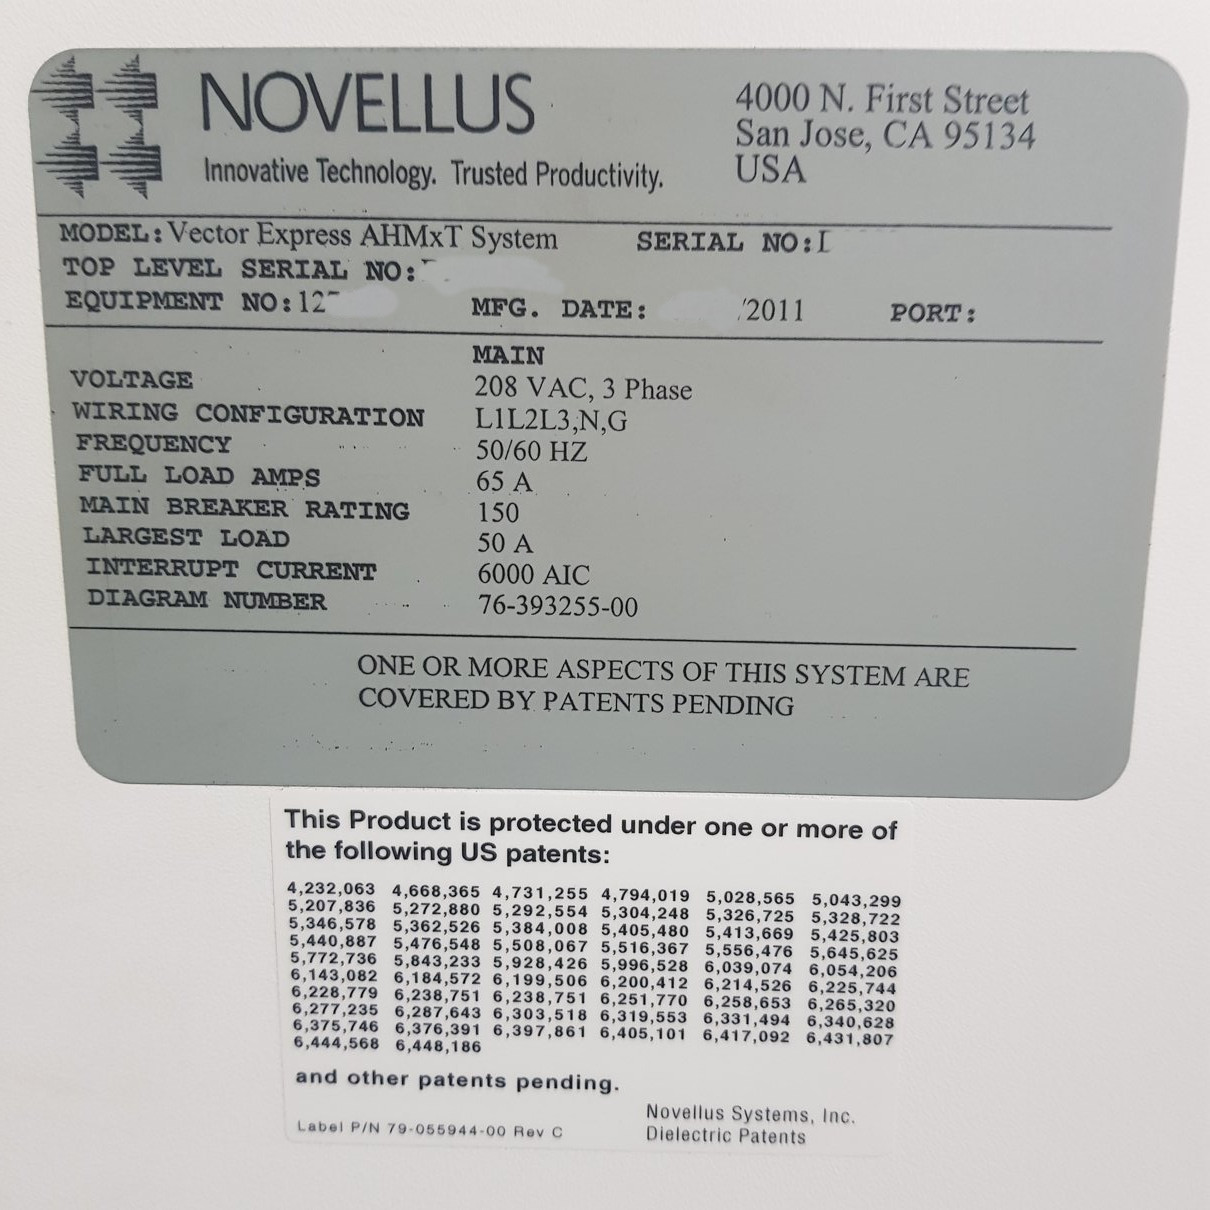 NOVELLUS
Innovative Technology. Trusted Productivity.
4000 N. First Street
San Jose, CA 95134
USA
MODEL: Vector Express AHMxT System SERIAL NO:
TOP LEVEL SERIAL NO:
EQUIPMENT NO: MFG. DATE: /2011 PORT:
MAIN
VOLTAGE 208 VAC, 3 Phase
WIRING CONFIGURATION L1L2L3,N,G
FREQUENCY 50/60 HZ
FULL LOAD AMPS 65 A
MAIN BREAKER RATING 150
LARGEST LOAD 50 A
INTERRUPT CURRENT 6000 AIC
DIAGRAM NUMBER 76-393255-00
ONE OR MORE ASPECTS OF THIS SYSTEM ARE
COVERED BY PATENTS PENDING
This Product is protected under one or more of
the following US patents:
4,232,063 4,668,365 4,731,255 4,794,019 5,028,565 5,043,299
5,207,836 5,272,880 5,292,554 5,304,248 5,326,725 5,328,722
5,346,578 5,362,526 5,384,008 5,405,480 5,413,669 5,425,803
5,440,887 5,476,548 5,508,067 5,516,367 5,556,476 5,645,625
5,772,736 5,843,233 5,928,426 5,996,528 6,039,074 6,054,206
6,143,082 6,184,572 6,199,506 6,200,412 6,214,526 6,225,744
6,228,779 6,238,751 6,238,751 6,251,770 6,258,653 6,265,320
6,277,235 6,287,643 6,303,518 6,319,553 6,331,494 6,340,628
6,375,746 6,376,391 6,397,861 6,405,101 6,417,092 6,431,807
6,444,568 6,448,186
and other patents pending.
Novellus Systems, Inc.
Label P/N 79-055944-00 Rev C
Dielectric Patents